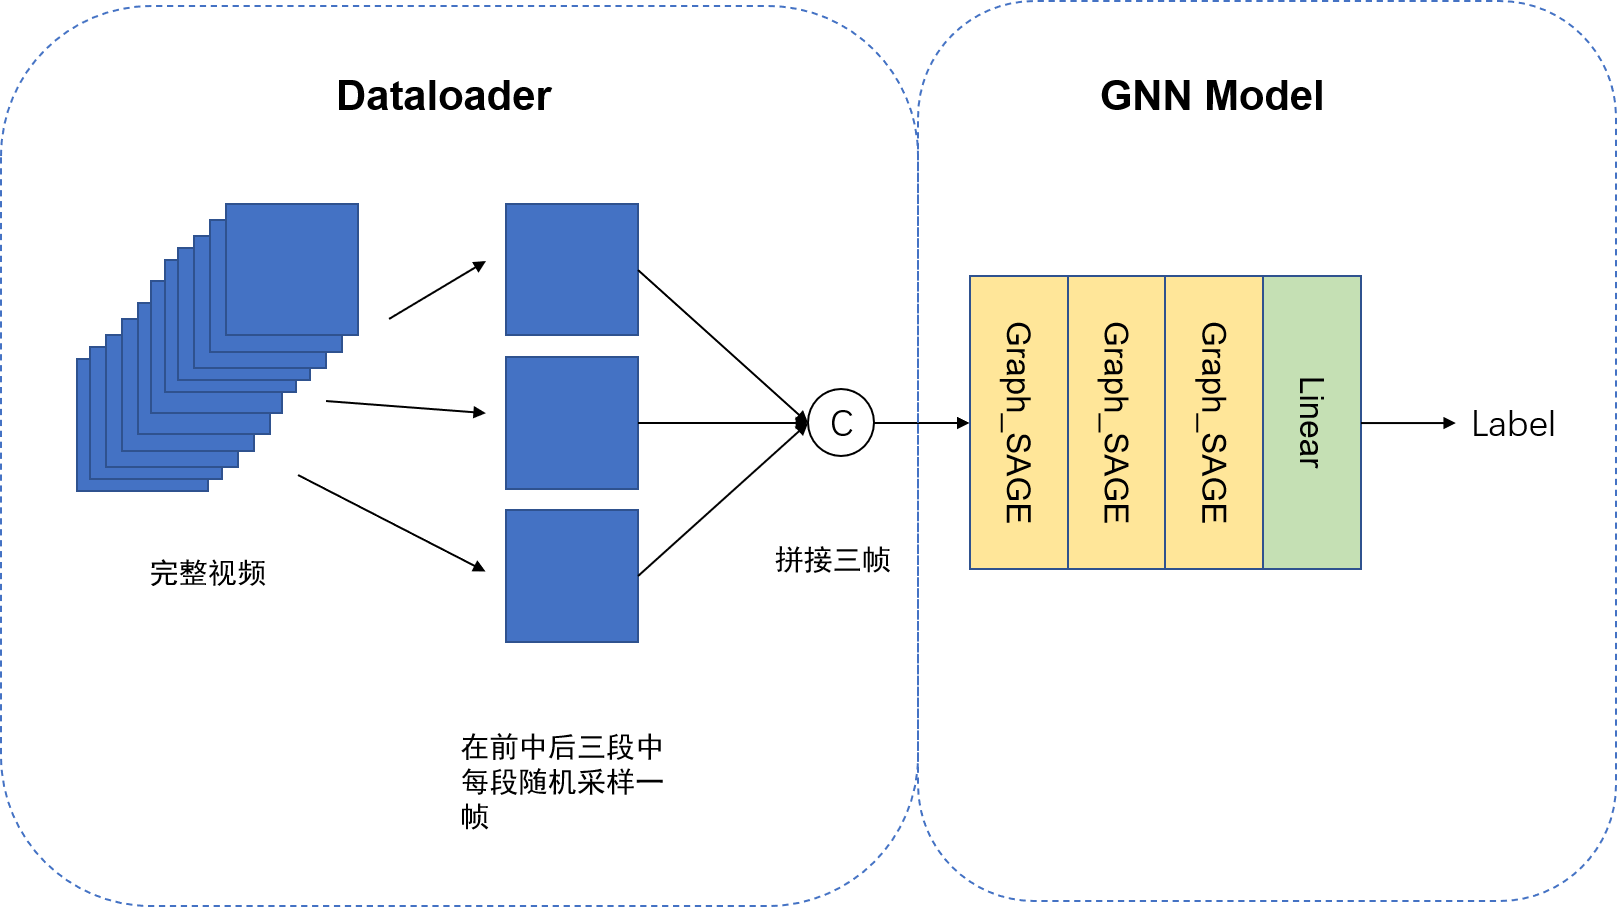 Dataloader
GNN Model
完整视频
在前中后三段中
每段随机采样一
帧
C
拼接三帧
Graph_SAGE
Graph_SAGE
Graph_SAGE
Linear
Label